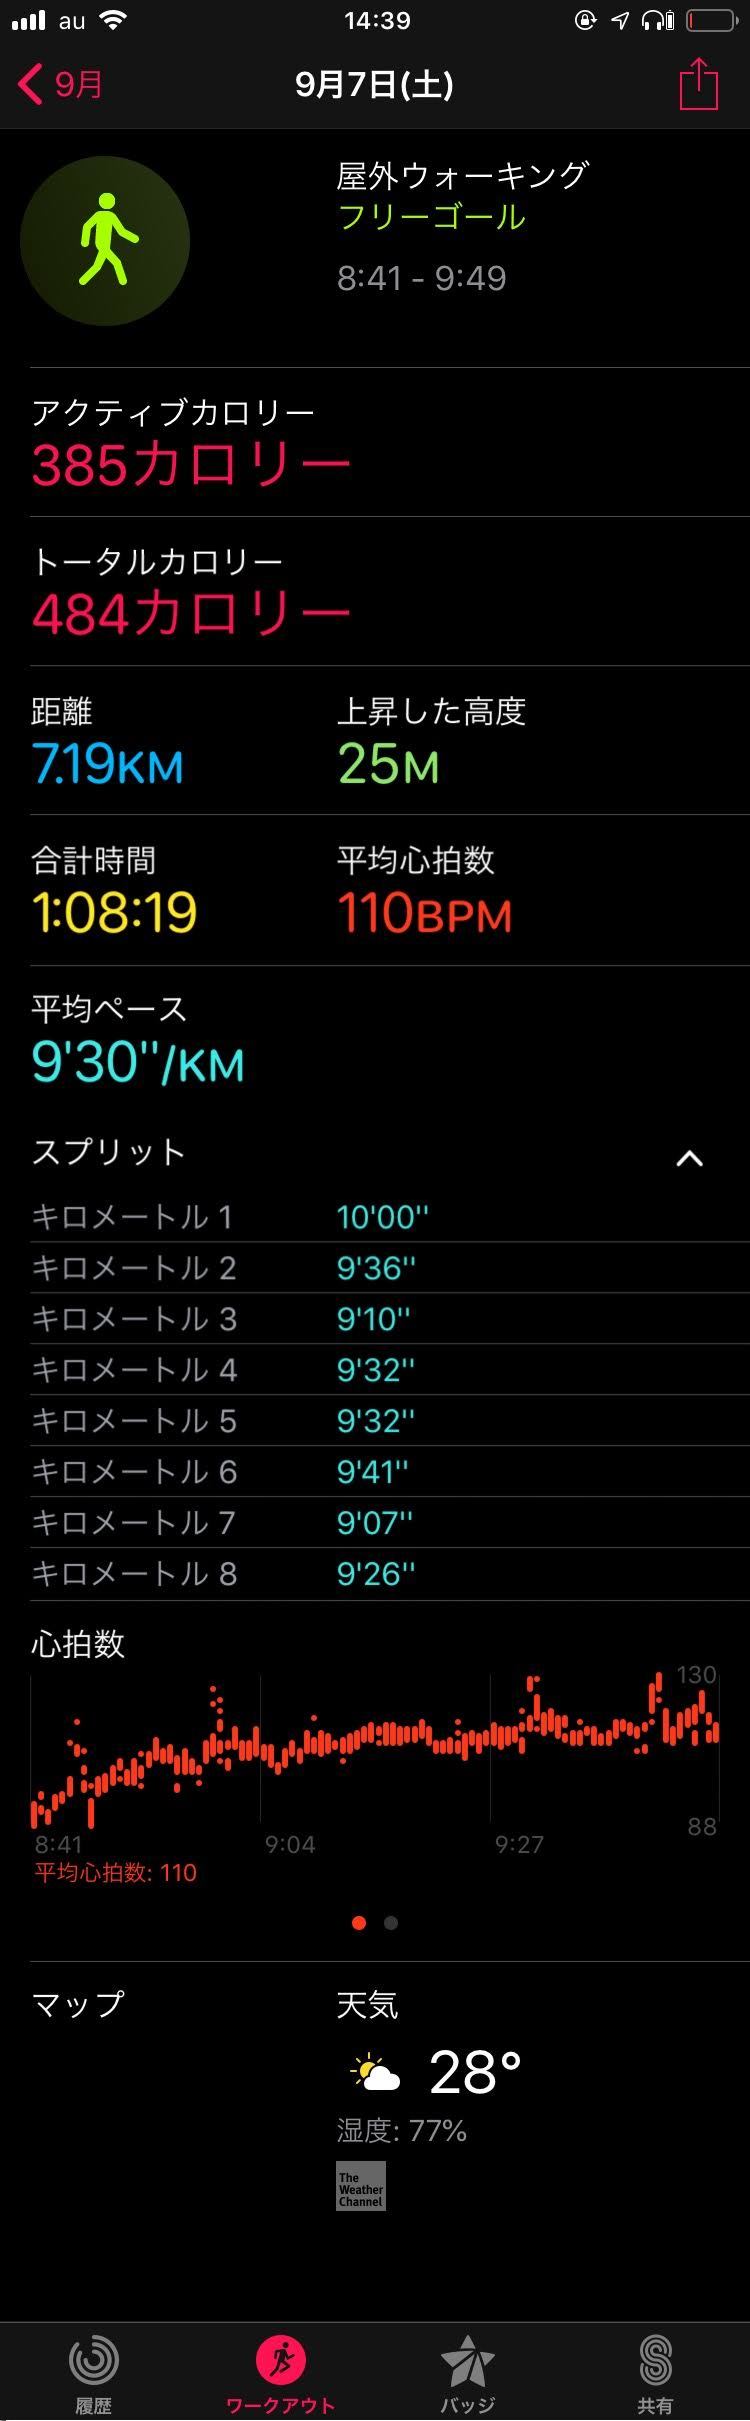 au 14:39
9月 9月7日(土)
屋外ウォーキング
フリーゴール
8:41 - 9:49
アクティブカロリー
385カロリー
トータルカロリー
484カロリー
距離 上昇した高度
7.19KM 25M
合計時間 平均心拍数
1:08:19 110BPM
平均ペース
9'30''/KM
スプリット
キロメートル 1 10'00''
キロメートル 2 9'36''
キロメートル 3 9'10''
キロメートル 4 9'32''
キロメートル 5 9'32''
キロメートル 6 9'41''
キロメートル 7 9'07''
キロメートル 8 9'26''
心拍数
130
88
8:41 9:04 9:27
平均心拍数: 110
マップ 天気
28°
湿度: 77%
The
Weather
Channel
履歴 ワークアウト バッジ 共有